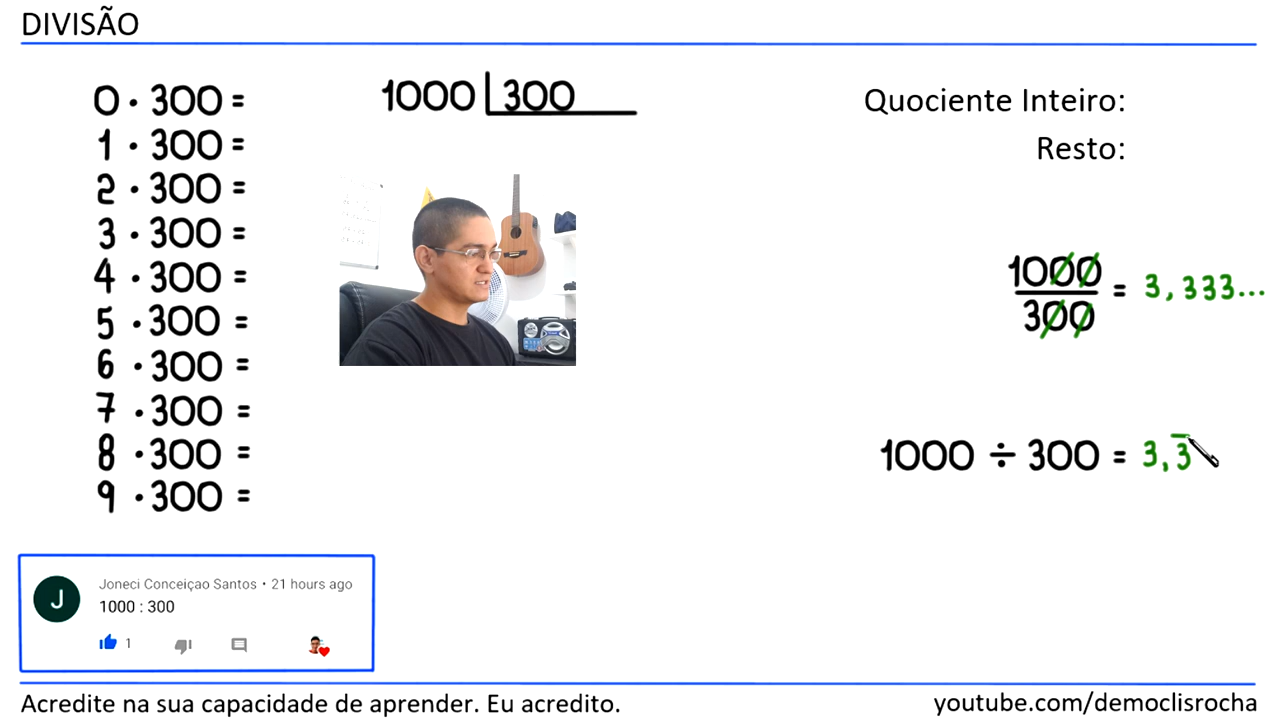 DIVISÃO
0 · 300 =
1 · 300 =
2 · 300 =
3 · 300 =
4 · 300 =
5 · 300 =
6 · 300 =
7 · 300 =
8 · 300 =
9 · 300 =
1000 | 300
Quociente Inteiro:
Resto:
1000
300
= 3,333...
1000 ÷ 300 = 3,3̅
J
Joneci Conceiçao Santos • 21 hours ago
1000 : 300
1
Acredite na sua capacidade de aprender. Eu acredito.
youtube.com/democlisrocha